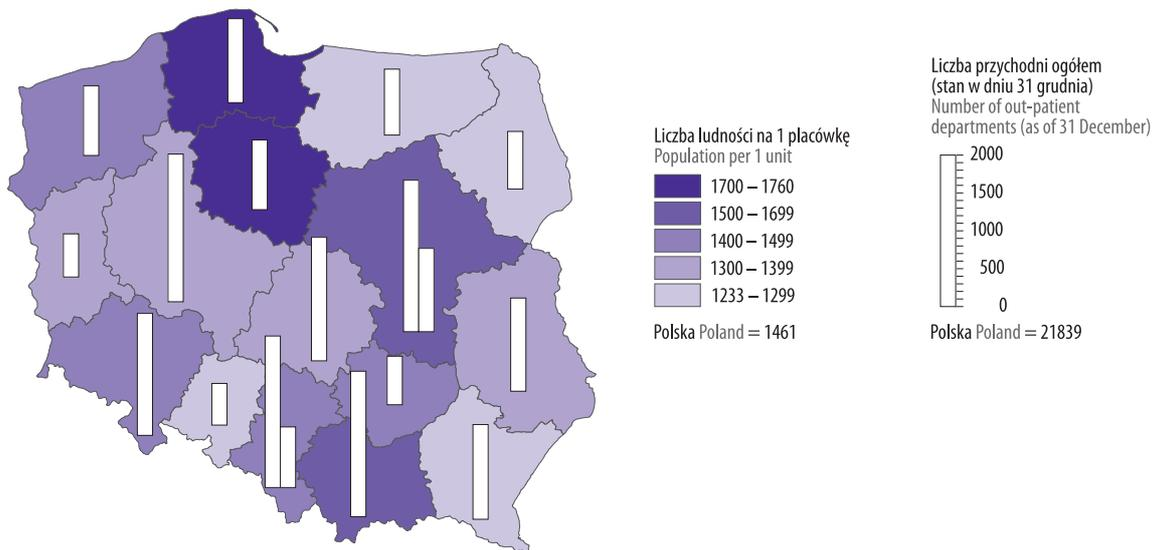 Liczba ludności na 1 placówkę
Population per 1 unit
1700 – 1760
1500 – 1699
1400 – 1499
1300 – 1399
1233 – 1299
Polska Poland = 1461
Liczba przychodni ogółem
(stan w dniu 31 grudnia)
Number of out-patient
departments (as of 31 December)
2000
1500
1000
500
0
Polska Poland = 21839